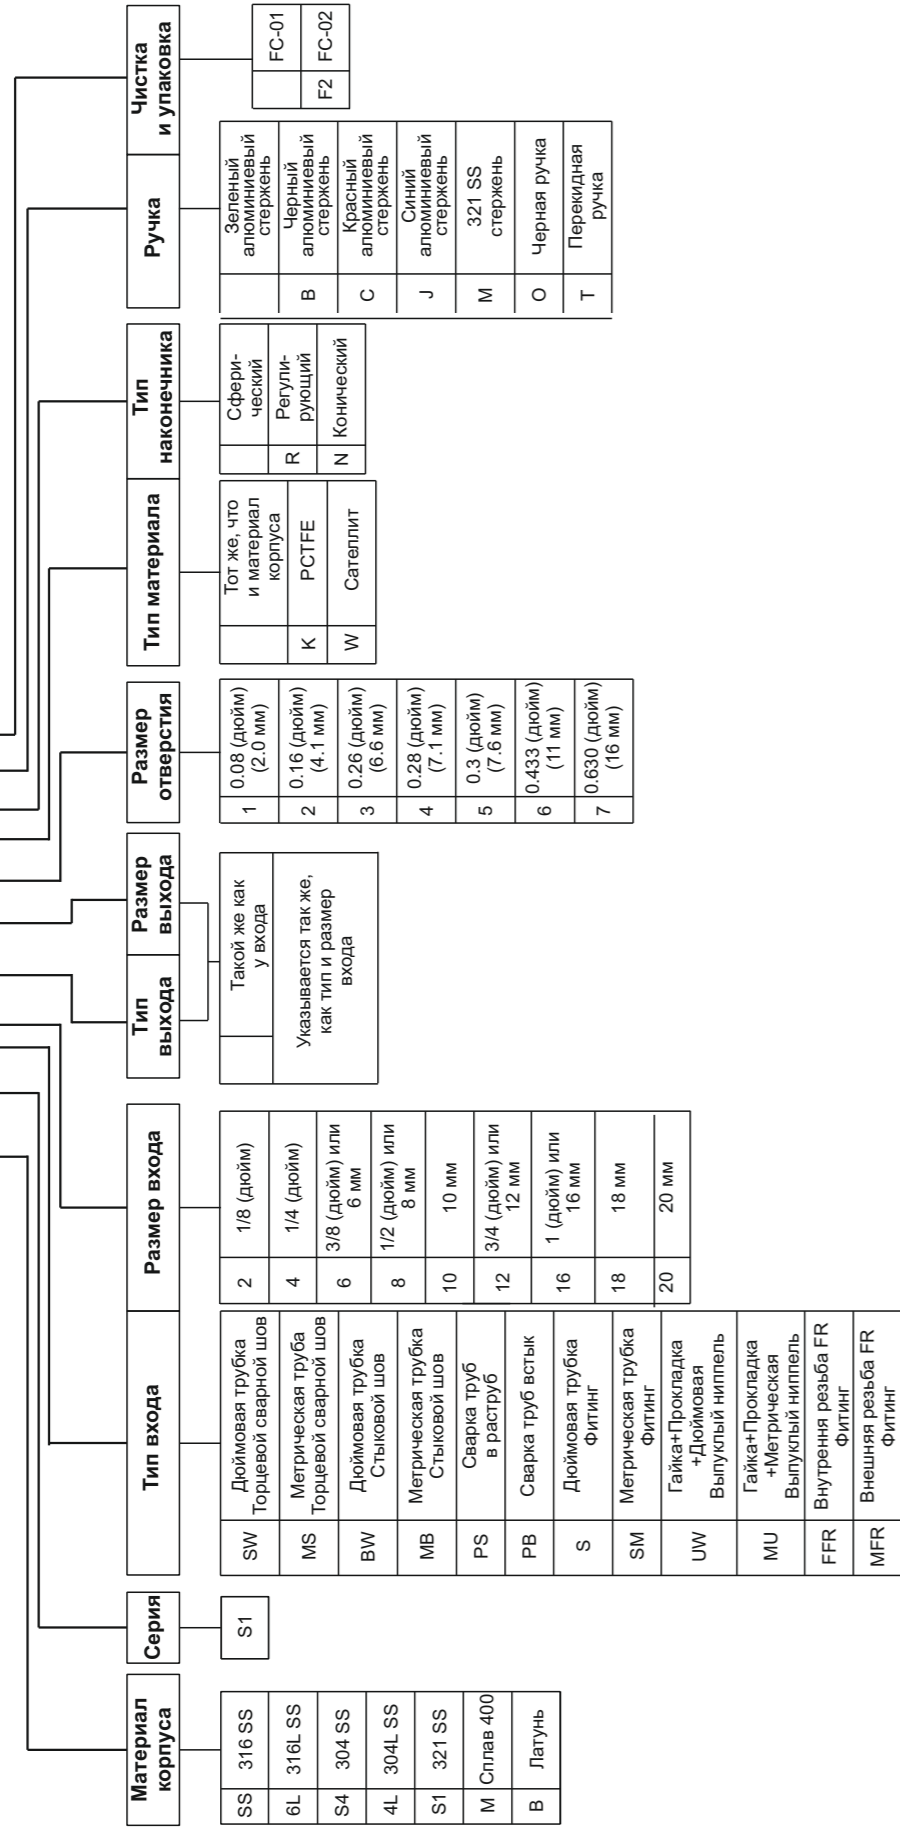 Материал
корпуса
SS 316 SS
6L 316L SS
S4 304 SS
4L 304L SS
S1 321 SS
M Сплав 400
B Латунь
Серия
S1
Тип входа
SW Дюймовая трубка
Торцевой сварной шов
MS Метрическая труба
Торцевой сварной шов
BW Дюймовая трубка
Стыковой шов
MB Метрическая трубка
Стыковой шов
PS Сварка труб
в раструб
PB Сварка труб встык
S Дюймовая трубка
Фитинг
SM Метрическая трубка
Фитинг
UW Гайка+Прокладка
+Дюймовая
Выпуклый ниппель
MU Гайка+Прокладка
+Метрическая
Выпуклый ниппель
FFR Внутрення резьба FR
Фитинг
MFR Внешняя резьба FR
Фитинг
Размер входа
2 1/8 (дюйм)
4 1/4 (дюйм)
6 3/8 (дюйм) или
6 мм
8 1/2 (дюйм) или
8 мм
10 10 мм
12 3/4 (дюйм) или
12 мм
16 1 (дюйм) или
16 мм
18 18 мм
20 20 мм
Тип
выхода
Размер
выхода
Такой же как
у входа
Указывается так же,
как тип и размер
входа
Размер
отверстия
1 0.08 (дюйм)
(2.0 мм)
2 0.16 (дюйм)
(4.1 мм)
3 0.26 (дюйм)
(6.6 мм)
4 0.28 (дюйм)
(7.1 мм)
5 0.3 (дюйм)
(7.6 мм)
6 0.433 (дюйм)
(11 мм)
7 0.630 (дюйм)
(16 мм)
Тип материала
Тот же, что
и материал
корпуса
K PCTFE
W Сателлит
Тип
наконечника
Сфери-
ческий
R Регули-
рующий
N Конический
Ручка
Зеленый
алюминиевый
стержень
B Черный
алюминиевый
стержень
C Красный
алюминиевый
стержень
J Синий
алюминиевый
стержень
M 321 SS
стержень
O Черная ручка
T Перекидная
ручка
Чистка
и упаковка
FC-01
F2 FC-02